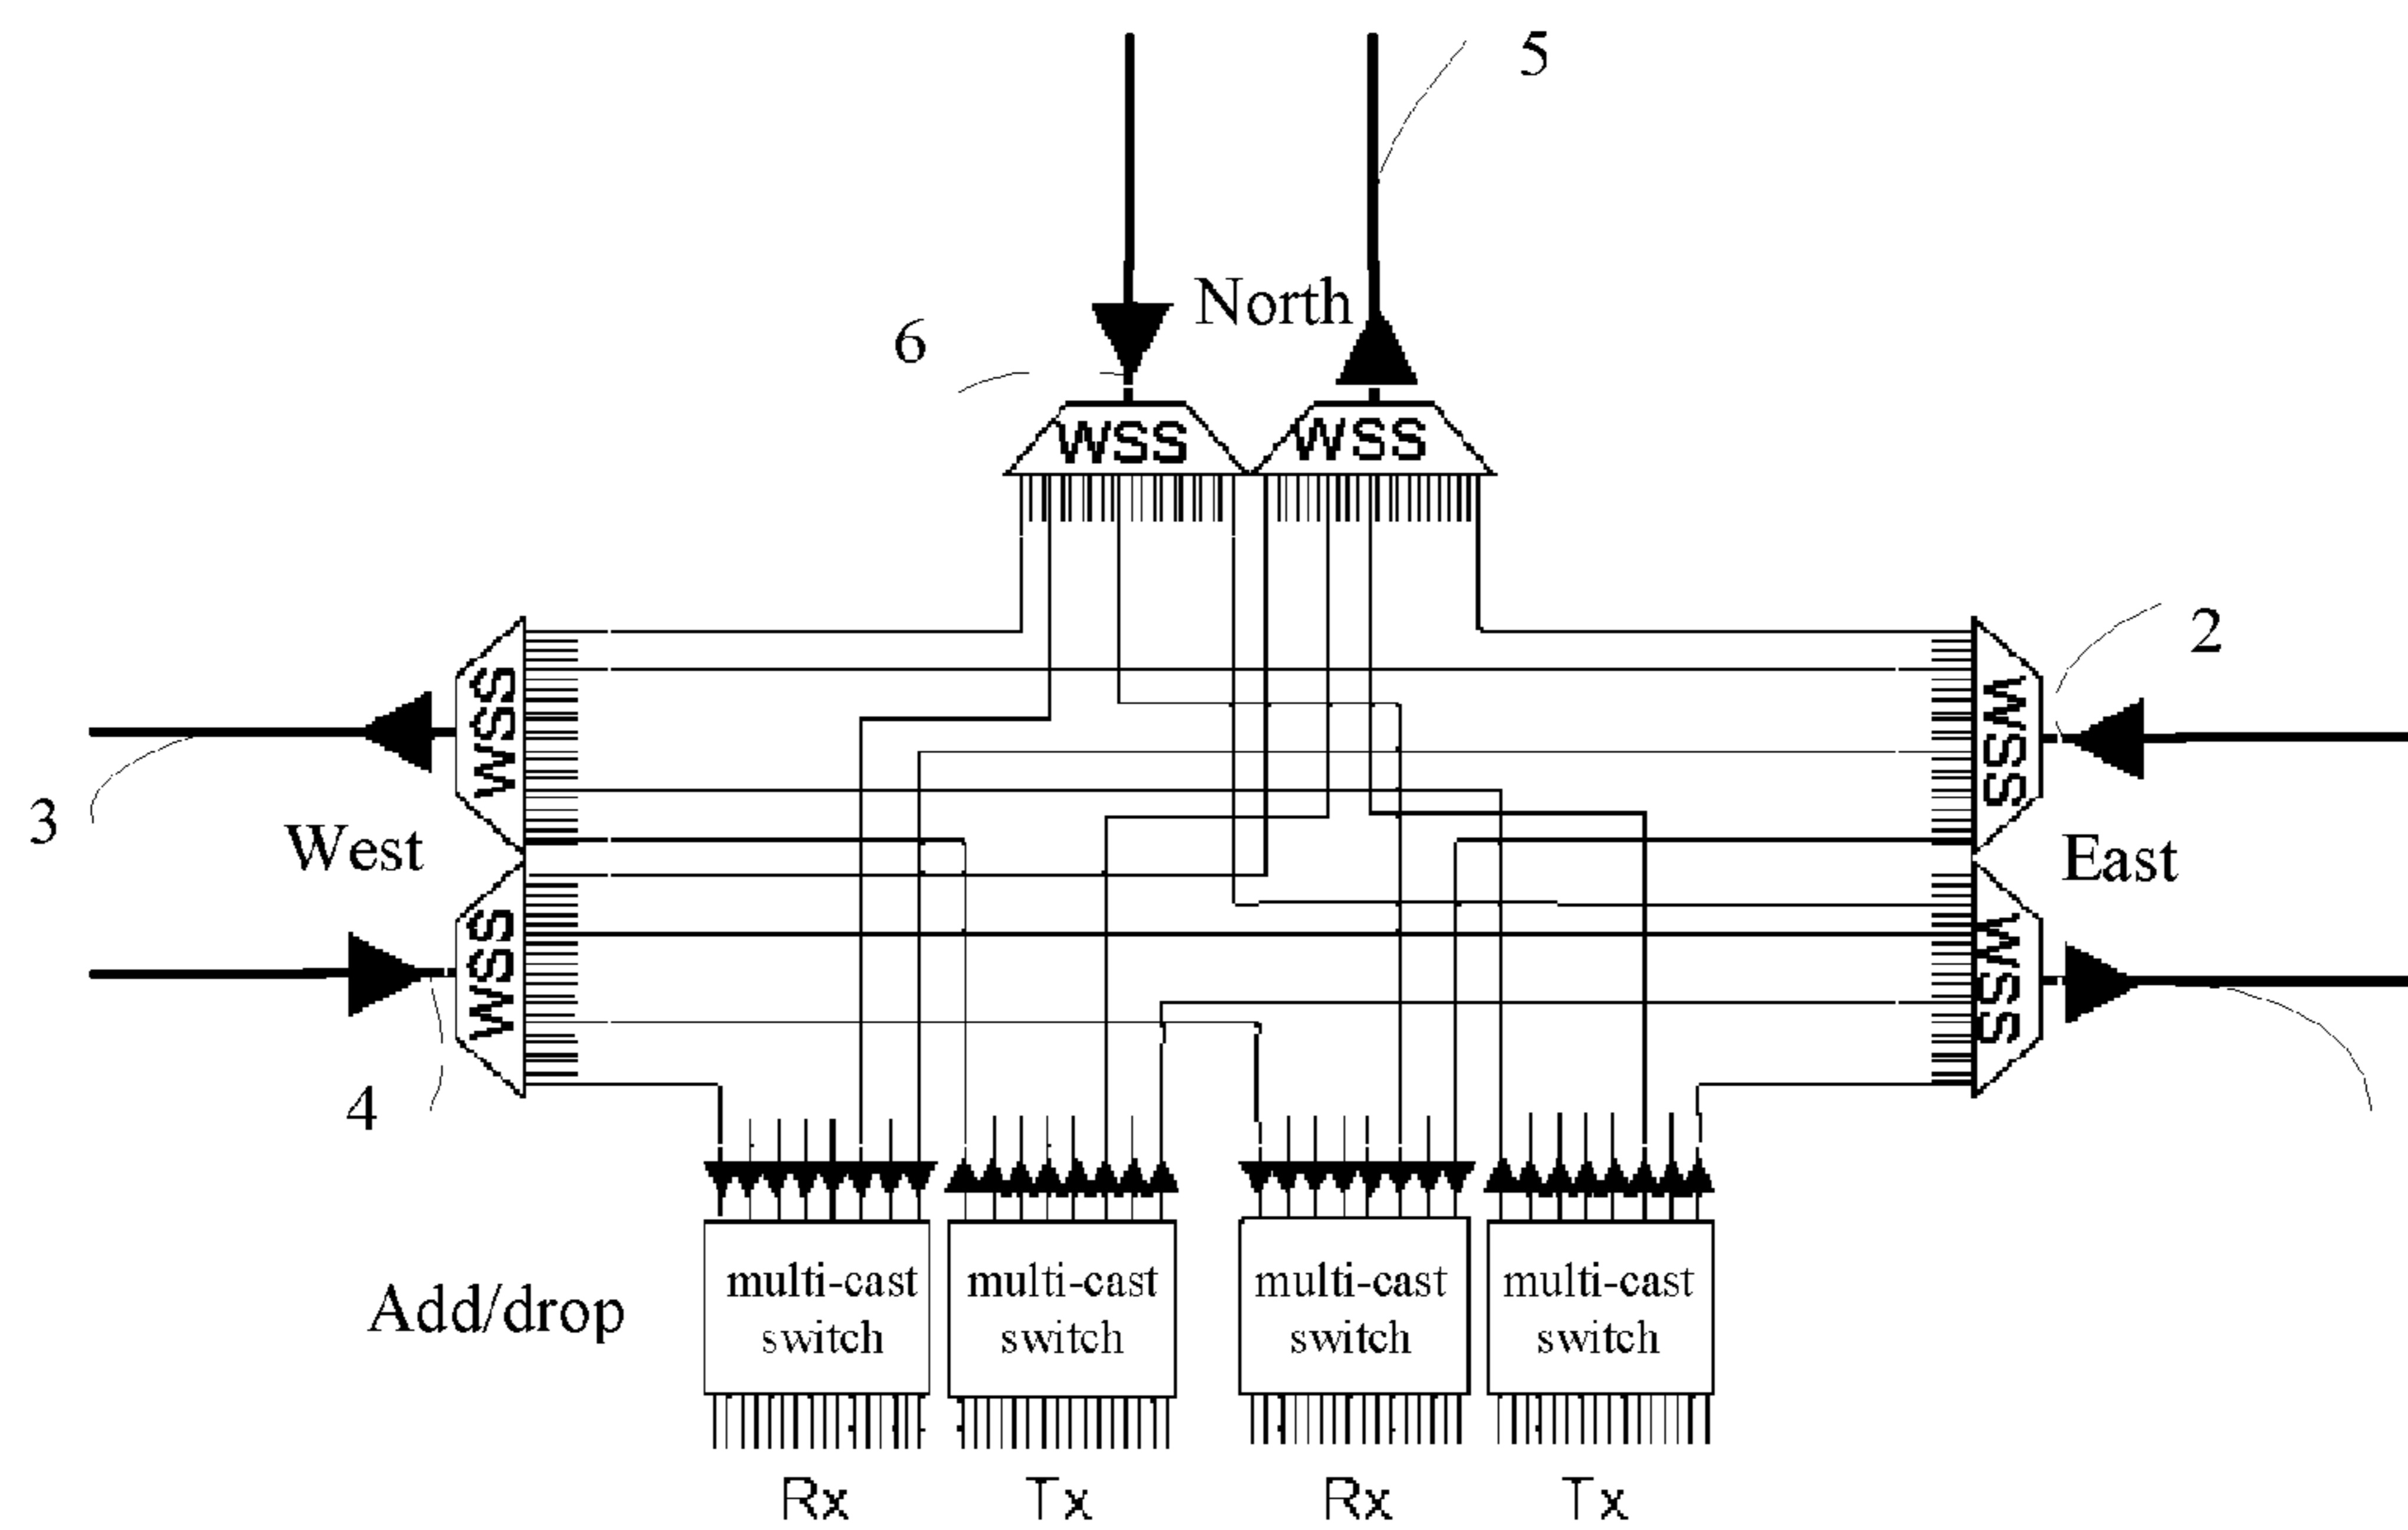 5
North
6
WSS WSS
2
WSS
WSS
3
West
East
WSS
WSS
4
multi-cast
switch
multi-cast
switch
multi-cast
switch
multi-cast
switch
Add/drop
Rx Tx Rx Tx